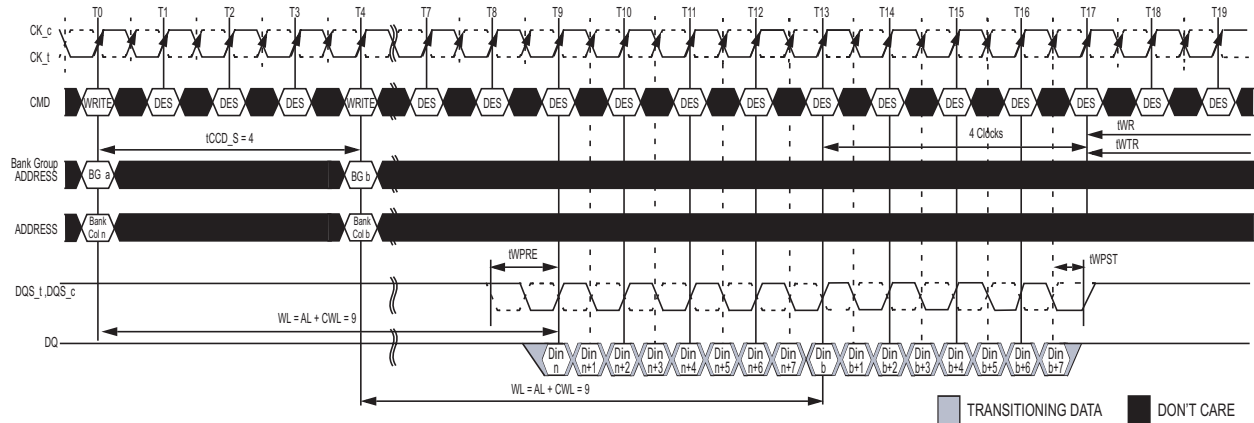 T0 T1 T2 T3 T4 T7 T8 T9 T10 T11 T12 T13 T14 T15 T16 T17 T18 T19
CK_c
CK_t
CMD WRITE DES DES DES WRITE DES DES DES DES DES DES DES DES DES DES DES DES DES
tCCD_S = 4
4 Clocks
tWR
tWTR
Bank Group
ADDRESS
BG a
BG b
ADDRESS
Bank
Col n
Bank
Col b
tWPRE
tWPST
DQS_t ,DQS_c
WL = AL + CWL = 9
DQ
Din Din Din Din Din Din Din Din Din Din Din Din Din Din Din Din
n n+1 n+2 n+3 n+4 n+5 n+6 n+7 b b+1 b+2 b+3 b+4 b+5 b+6 b+7
WL = AL + CWL = 9
TRANSITIONING DATA
DON'T CARE